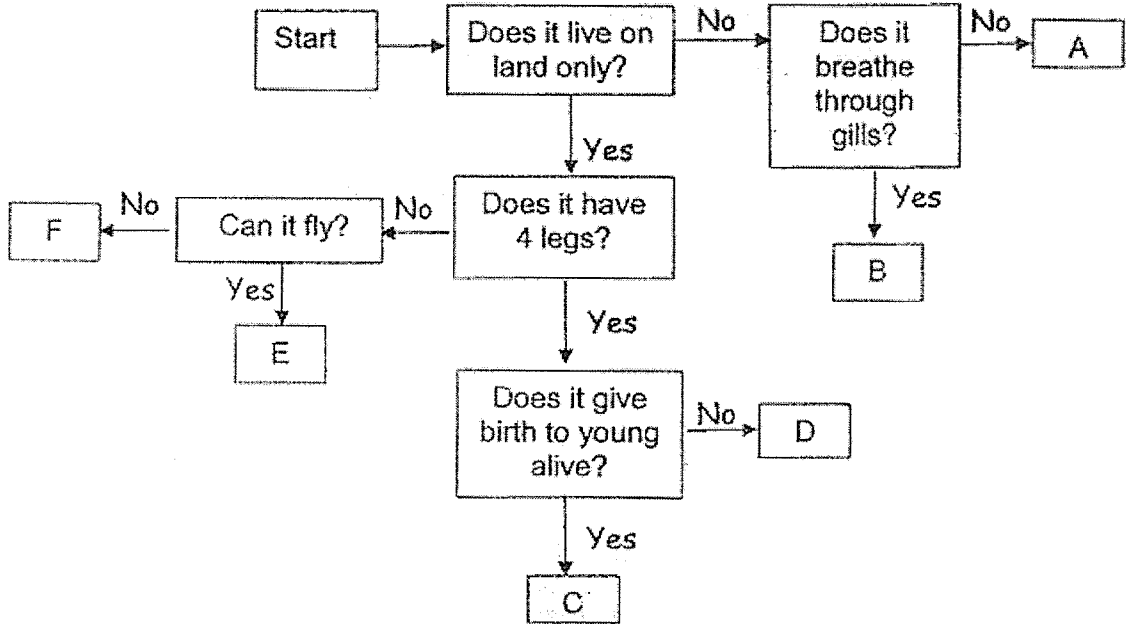 Start
Does it live on
land only?
No
Does it
breathe
through
gills?
No
A
Yes
Yes
B
Does it have
4 legs?
No
Can it fly?
No
F
Yes
E
Yes
Does it give
birth to young
alive?
No
D
Yes
C